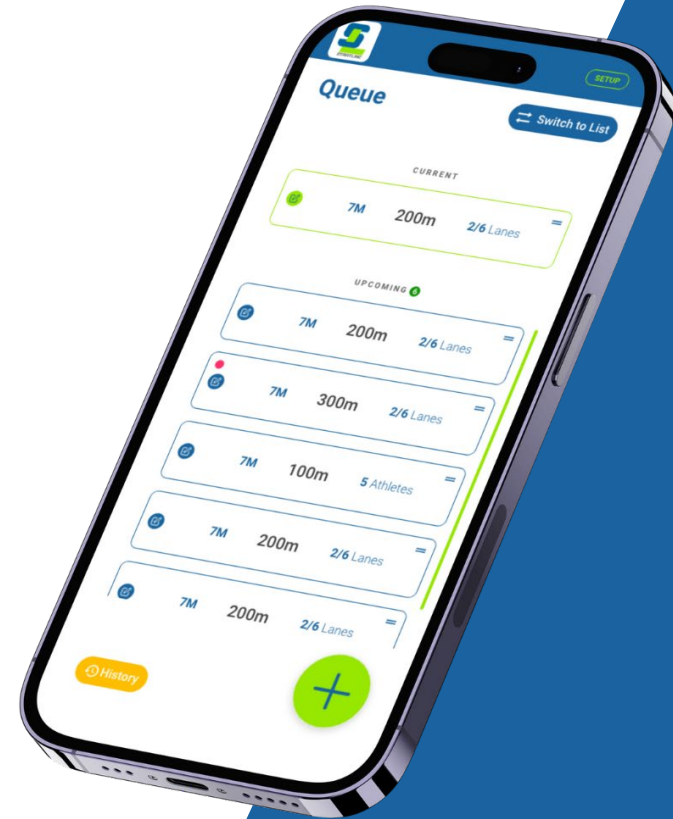 SETUP
Queue
Switch to List
CURRENT
7M 200m 2/6 Lanes
UPCOMING 6
7M 200m 2/6 Lanes
7M 300m 2/6 Lanes
7M 100m 5 Athletes
7M 200m 2/6 Lanes
7M 200m 2/6 Lanes
History